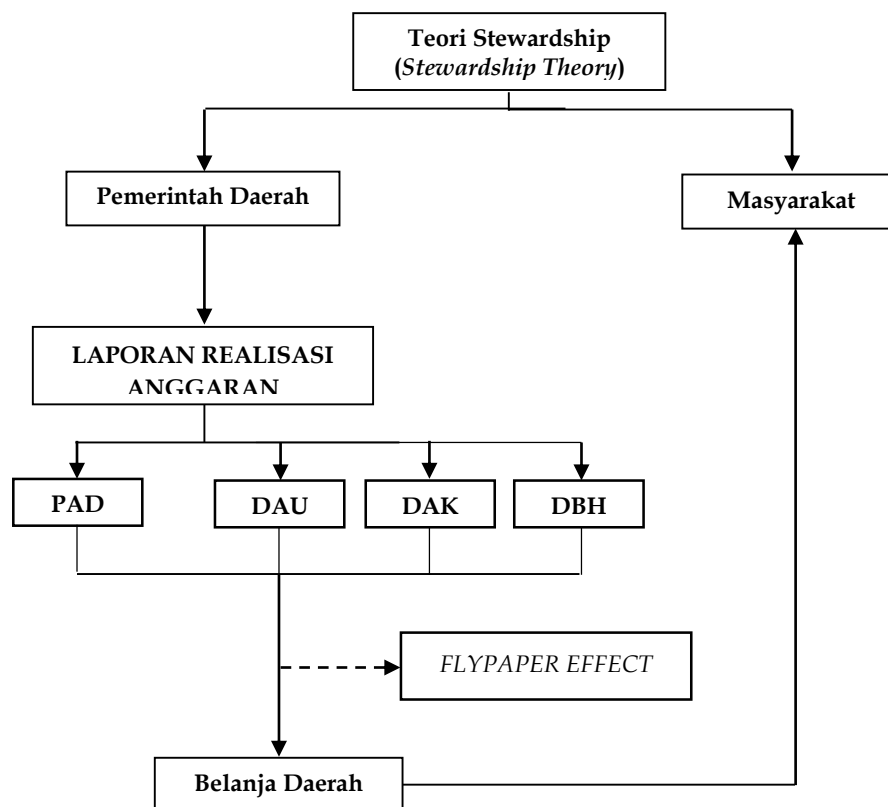 Teori Stewardship
(Stewardship Theory)
Pemerintah Daerah
Masyarakat
LAPORAN REALISASI
ANGGARAN
PAD
DAU
DAK
DBH
FLYPAPER EFFECT
Belanja Daerah